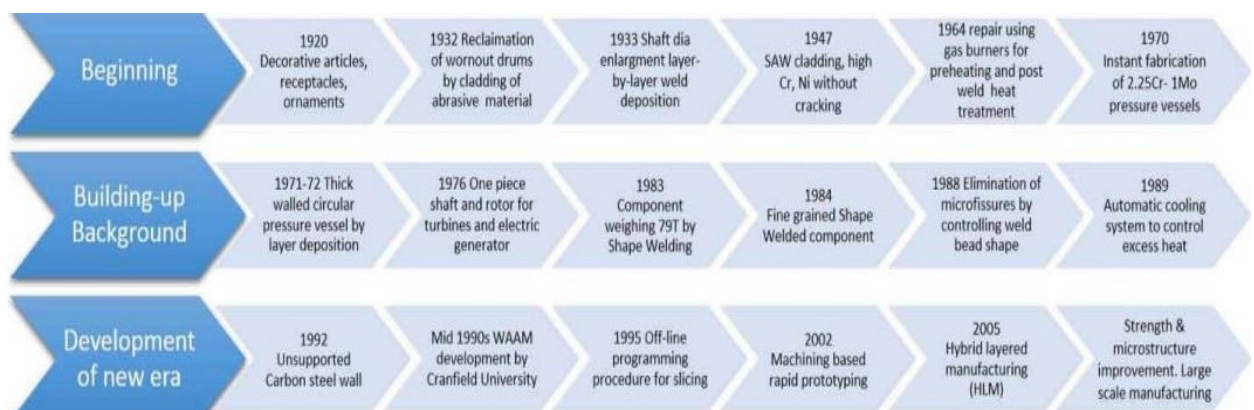 Beginning
1920
Decorative articles,
receptacles,
ornaments
1932 Reclaimation
of wornout drums
by cladding of
abrasive material
1933 Shaft dia
enlargment layer-
by-layer weld
deposition
1947
SAW cladding, high
Cr, Ni without
cracking
1964 repair using
gas burners for
preheating and post
weld heat
treatment
1970
Instant fabrication
of 2.25Cr- 1Mo
pressure vessels
Building-up
Background
1971-72 Thick
walled circular
pressure vessel by
layer deposition
1976 One piece
shaft and rotor for
turbines and electric
generator
1983
Component
weighing 79T by
Shape Welding
1984
Fine grained Shape
Welded component
1988 Elimination of
microfissures by
controlling weld
bead shape
1989
Automatic cooling
system to control
excess heat
Development
of new era
1992
Unsupported
Carbon steel wall
Mid 1990s WAAM
development by
Cranfield University
1995 Off-line
programming
procedure for slicing
2002
Machining based
rapid prototyping
2005
Hybrid layered
manufacturing
(HLM)
Strength &
microstructure
improvement. Large
scale manufacturing